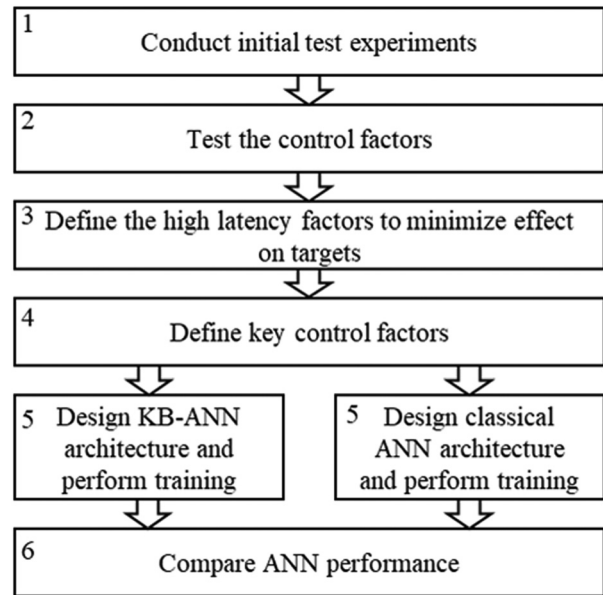 1
Conduct initial test experiments
2
Test the control factors
3 Define the high latency factors to minimize effect
on targets
4
Define key control factors
5 Design KB-ANN
architecture and
perform training
5 Design classical
ANN architecture
and perform training
6
Compare ANN performance